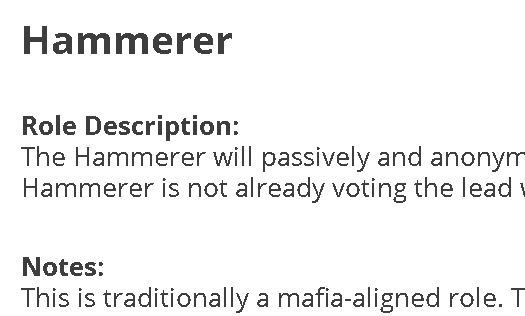 Hammerer
Role Description:
The Hammerer will passively and anonym
Hammerer is not already voting the lead
Notes:
This is traditionally a mafia-aligned role. T